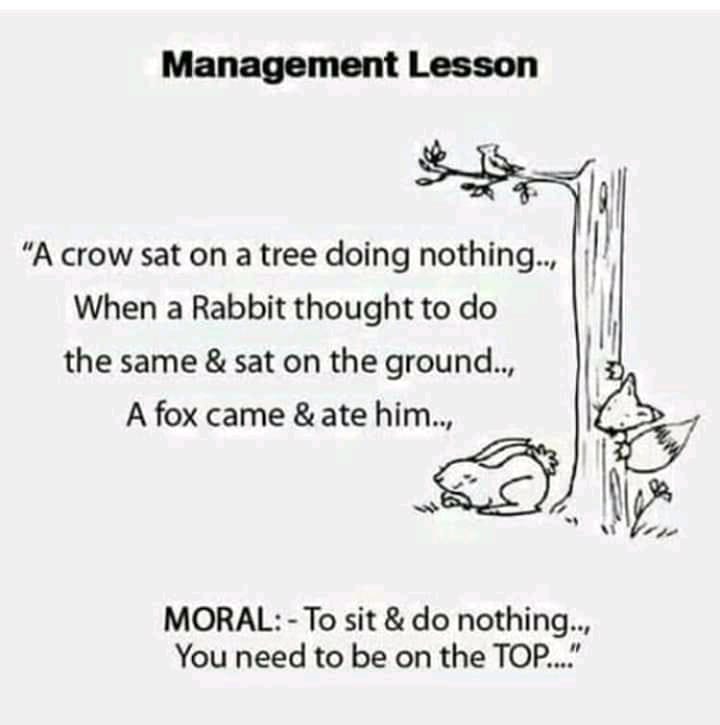 Management Lesson
"A crow sat on a tree doing nothing..,
When a Rabbit thought to do
the same & sat on the ground..,
A fox came & ate him..,
MORAL: - To sit & do nothing..,
You need to be on the TOP...."